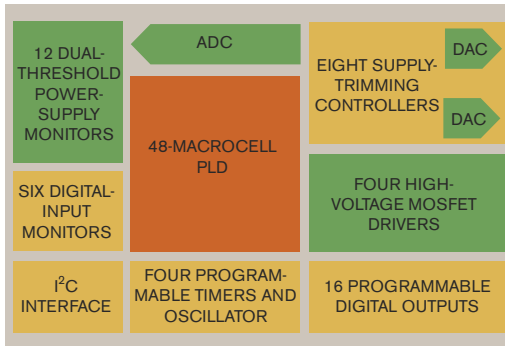 12 DUAL-
THRESHOLD
POWER-
SUPPLY
MONITORS
ADC
EIGHT SUPPLY-
TRIMMING
CONTROLLERS
DAC
DAC
48-MACROCELL
PLD
SIX DIGITAL-
INPUT
MONITORS
FOUR HIGH-
VOLTAGE MOSFET
DRIVERS
I²C
INTERFACE
FOUR PROGRAM-
MABLE TIMERS AND
OSCILLATOR
16 PROGRAMMABLE
DIGITAL OUTPUTS